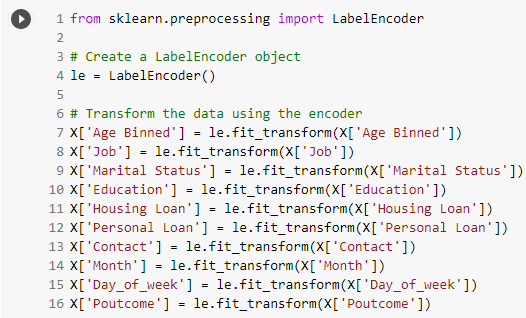 1 from sklearn.preprocessing import LabelEncoder
2
3 # Create a LabelEncoder object
4 le = LabelEncoder()
5
6 # Transform the data using the encoder
7 X['Age Binned'] = le.fit_transform(X['Age Binned'])
8 X['Job'] = le.fit_transform(X['Job'])
9 X['Marital Status'] = le.fit_transform(X['Marital Status'])
10 X['Education'] = le.fit_transform(X['Education'])
11 X['Housing Loan'] = le.fit_transform(X['Housing Loan'])
12 X['Personal Loan'] = le.fit_transform(X['Personal Loan'])
13 X['Contact'] = le.fit_transform(X['Contact'])
14 X['Month'] = le.fit_transform(X['Month'])
15 X['Day_of_week'] = le.fit_transform(X['Day_of_week'])
16 X['Poutcome'] = le.fit_transform(X['Poutcome'])